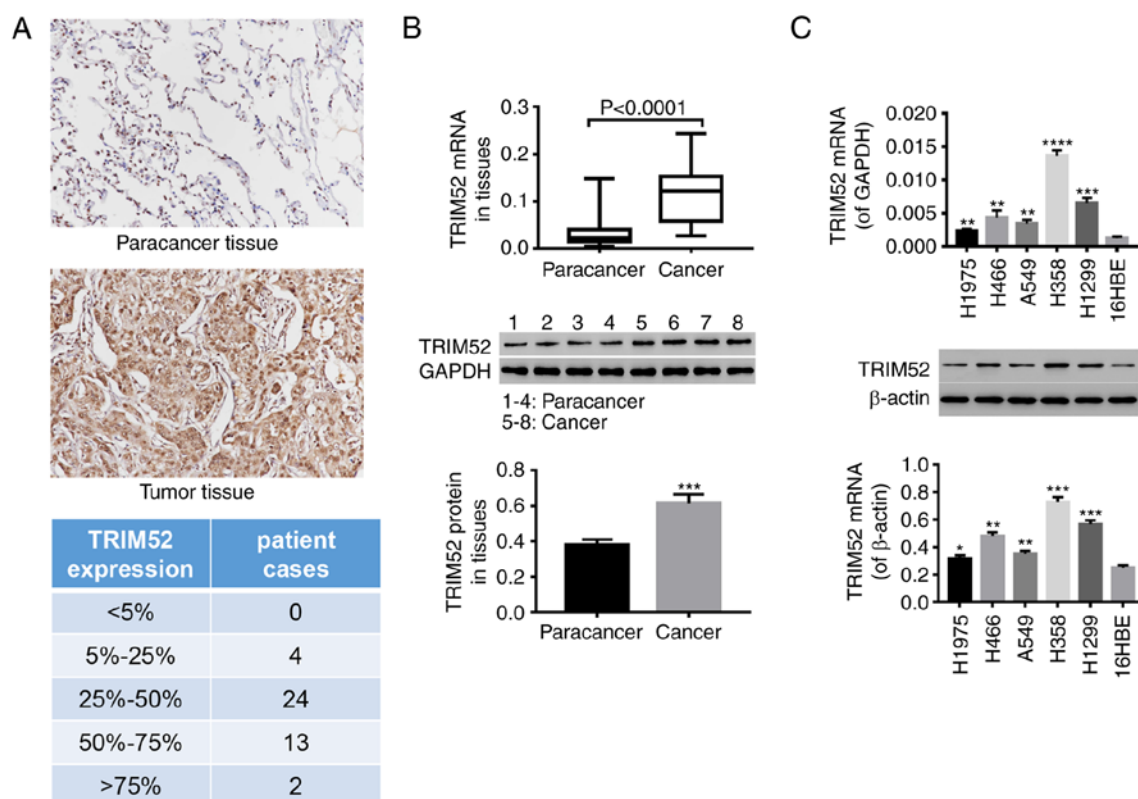 A
Paracancer tissue
Tumor tissue
TRIM52 expression patient cases
<5% 0
5%-25% 4
25%-50% 24
50%-75% 13
>75% 2
B
0.3
0.2
0.1
0.0
TRIM52 mRNA
in tissues
P<0.0001
Paracancer Cancer
1 2 3 4 5 6 7 8
TRIM52
GAPDH
1-4: Paracancer
5-8: Cancer
0.8
0.6
0.4
0.2
0.0
TRIM52 protein
in tissues
***
Paracancer Cancer
C
0.020
0.015
0.010
0.005
0.000
TRIM52 mRNA
(of GAPDH)
** ** ** **** ***
H1975 H466 A549 H358 H1299 16HBE
TRIM52
β-actin
1.0
0.8
0.6
0.4
0.2
0.0
TRIM52 mRNA
(of β-actin)
* ** ** *** ***
H1975 H466 A549 H358 H1299 16HBE